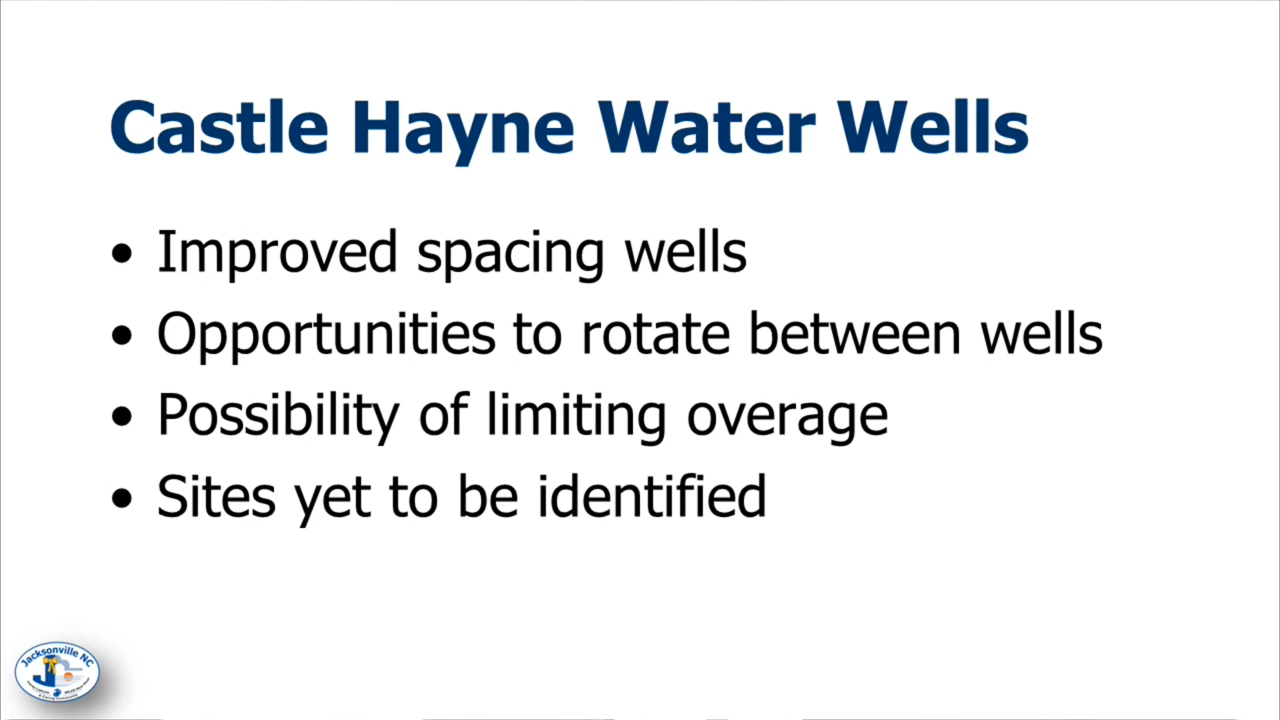 Castle Hayne Water Wells
• Improved spacing wells
• Opportunities to rotate between wells
• Possibility of limiting overage
• Sites yet to be identified
Jacksonville NC